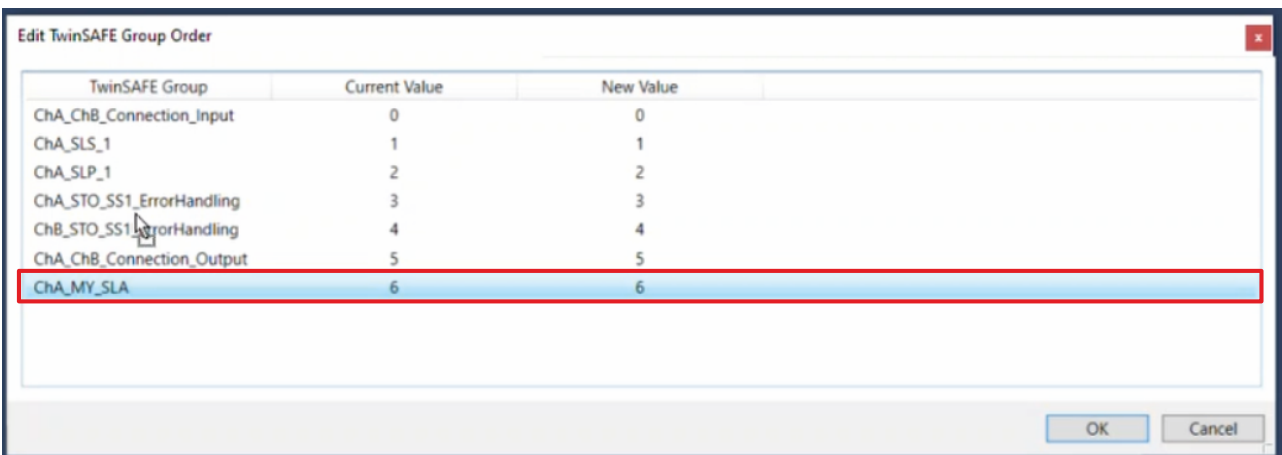 Edit TwinSAFE Group Order
x
TwinSAFE Group Current Value New Value
ChA_ChB_Connection_Input 0 0
ChA_SLS_1 1 1
ChA_SLP_1 2 2
ChA_STO_SS1_ErrorHandling 3 3
ChB_STO_SS1_ErrorHandling 4 4
ChA_ChB_Connection_Output 5 5
ChA_MY_SLA 6 6
OK Cancel